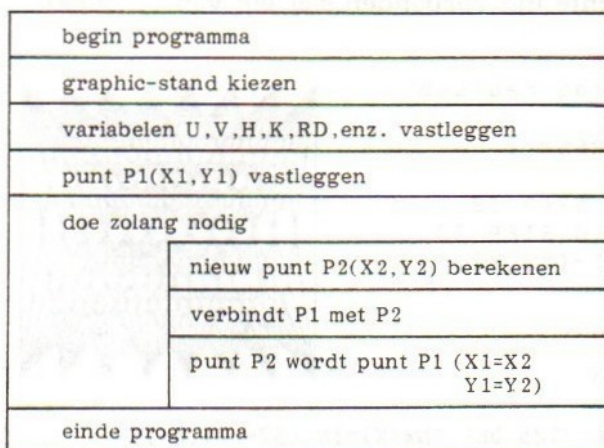 begin programma
graphic-stand kiezen
variabelen U,V,H,K,RD,enz. vastleggen
punt P1(X1,Y1) vastleggen
doe zolang nodig
nieuw punt P2(X2,Y2) berekenen
verbindt P1 met P2
punt P2 wordt punt P1 (X1=X2
Y1=Y2)
einde programma